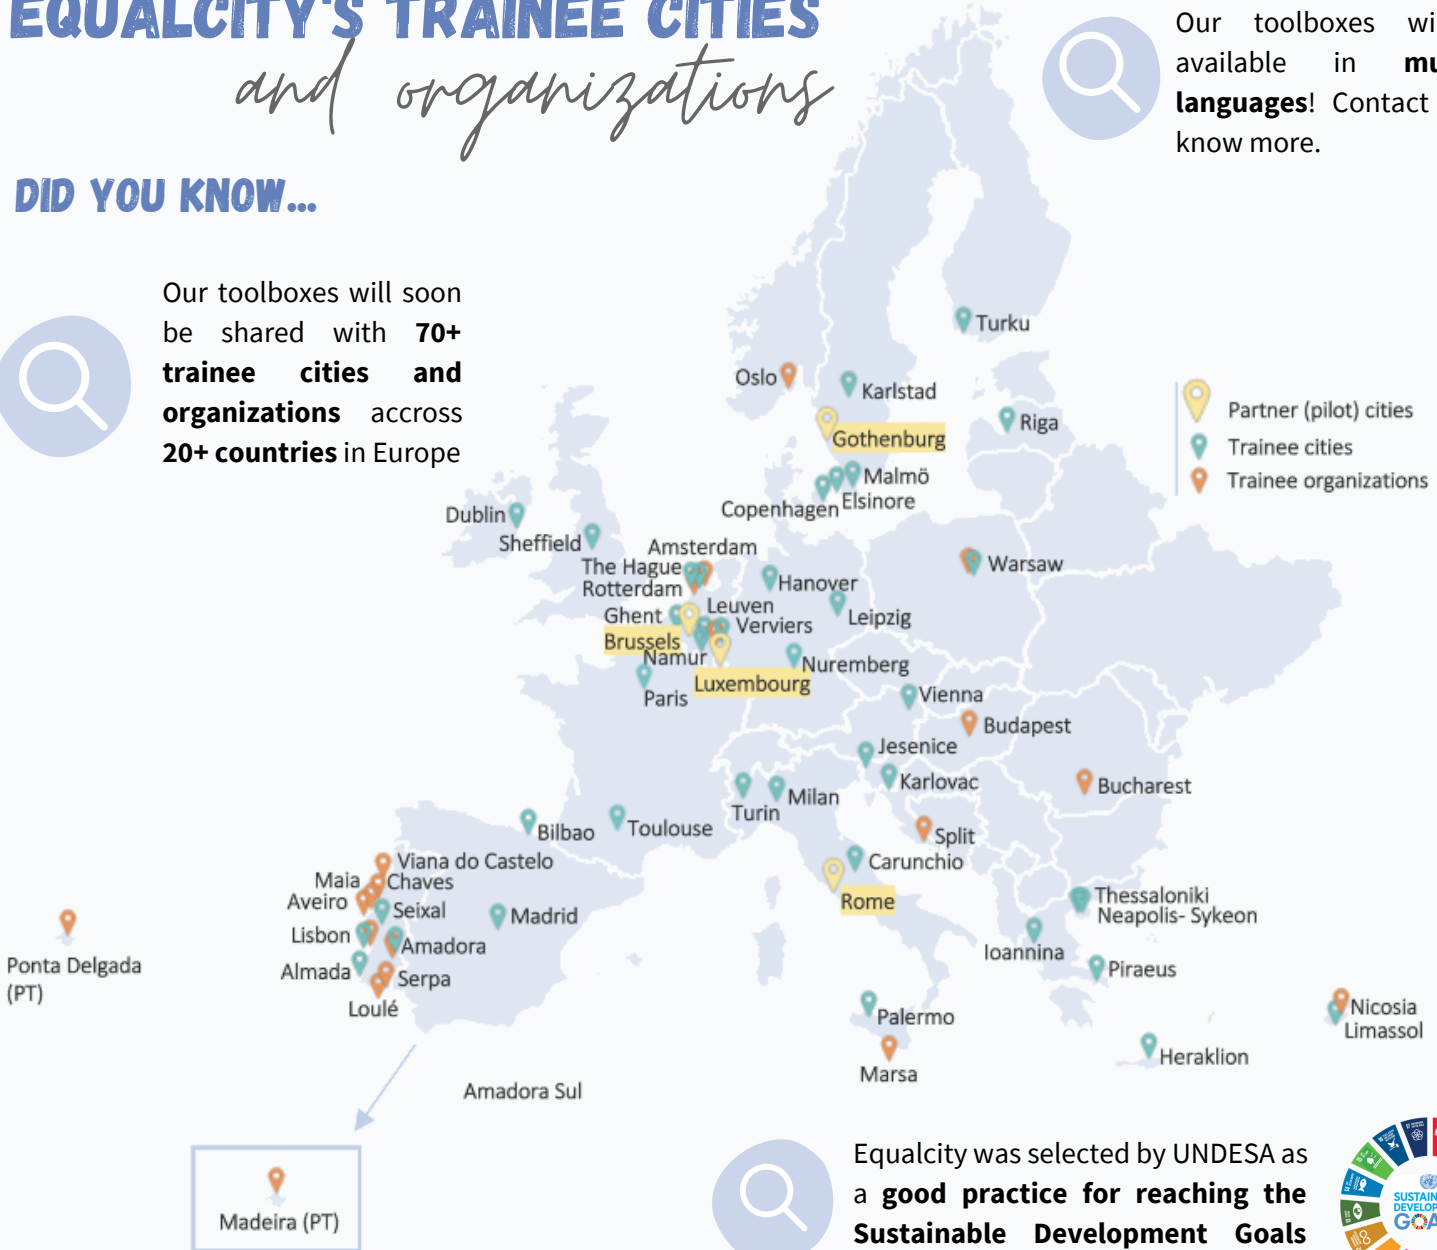 EQUALCITY'S TRAINEE CITIES
and organizations
Our toolboxes
available in
languages! Contact
know more.
DID YOU KNOW...
Our toolboxes will soon
be shared with 70+
trainee cities and
organizations accross
20+ countries in Europe
Turku
Oslo
Karlstad
Gothenburg
Riga
Partner (pilot) cities
Trainee cities
Trainee organizations
Malmö
Elsinore
Copenhagen
Dublin
Sheffield
Amsterdam
The Hague
Rotterdam
Hanover
Warsaw
Ghent
Leuven
Leipzig
Verviers
Brussels
Namur
Nuremberg
Luxembourg
Paris
Vienna
Budapest
Jesenice
Karlovac
Bucharest
Turin
Milan
Bilbao
Toulouse
Split
Carunchio
Viana do Castelo
Maia
Chaves
Aveiro
Seixal
Madrid
Rome
Thessaloniki
Neapolis- Sykeon
Lisbon
Amadora
Ioannina
Almada
Serpa
Piraeus
Ponta Delgada
(PT)
Loulé
Palermo
Nicosia
Limassol
Marsa
Heraklion
Amadora Sul
Madeira (PT)
Equalcity was selected by UNDESA as
a good practice for reaching the
Sustainable Development Goals